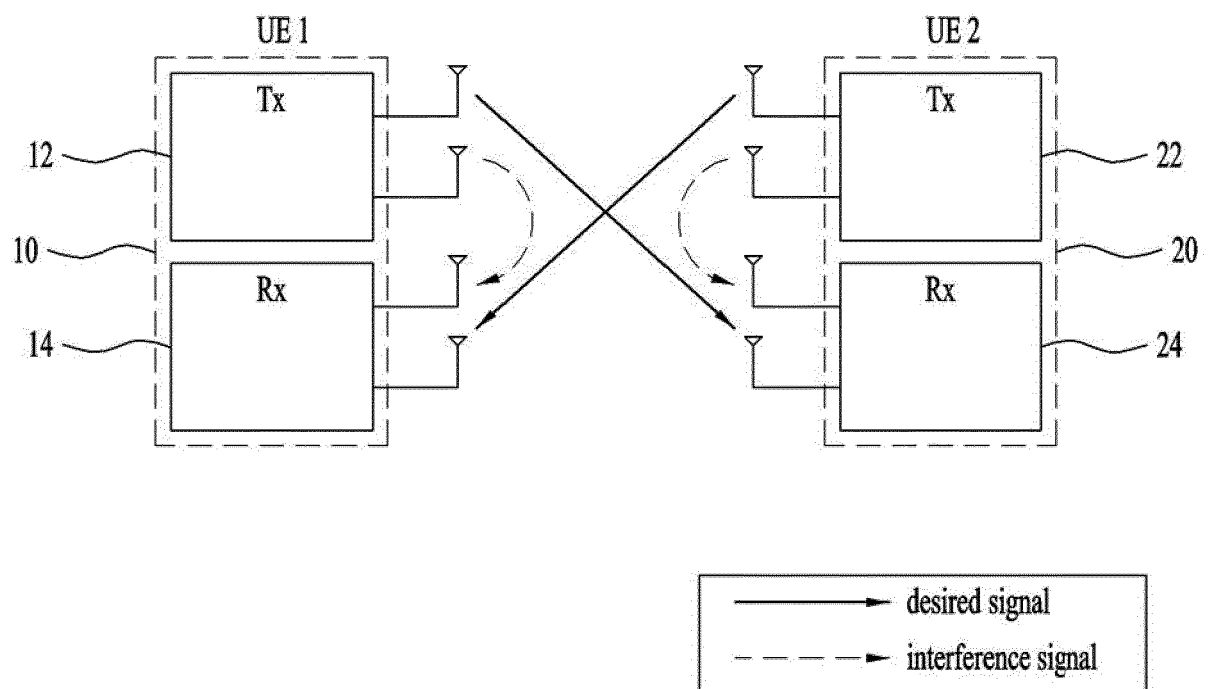 UE 1
UE 2
Tx
Tx
12
22
10
20
Rx
Rx
14
24
desired signal
interference signal